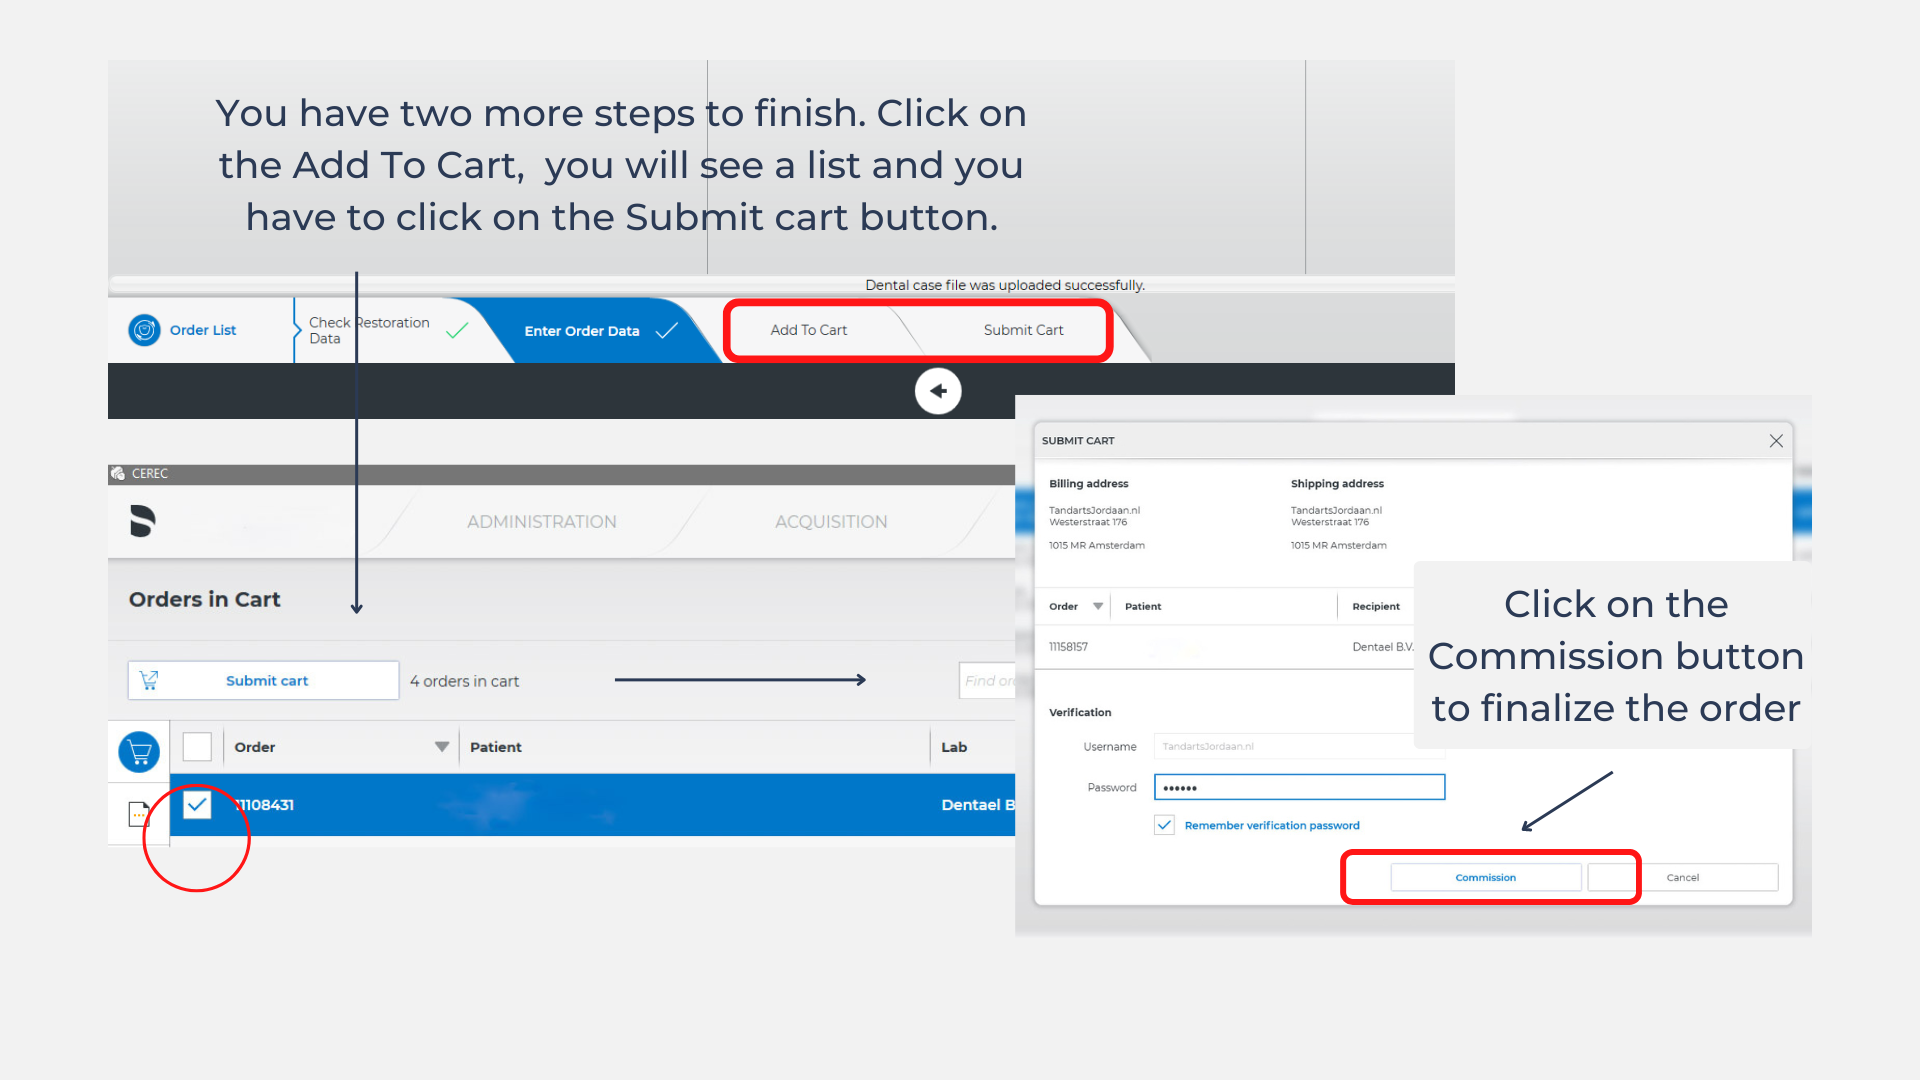 You have two more steps to finish. Click on
the Add To Cart,  you will see a list and you
have to click on the Submit cart button.
Dental case file was uploaded successfully.
Order List
Check Restoration
Data
Enter Order Data
Add To Cart
Submit Cart
CEREC
ADMINISTRATION
ACQUISITION
Orders in Cart
Submit cart
4 orders in cart
Find
Order
Patient
Lab
11108431
Dentael
SUBMIT CART
Billing address
Shipping address
TandartsJordaan.nl
TandartsJordaan.nl
Westerstraat 176
Westerstraat 176
1015 MR Amsterdam
1015 MR Amsterdam
Order
Patient
Recipient
11158157
Dentael B.V.
Click on the
Commission button
to finalize the order
Verification
Username
TandartsJordaan.nl
Password
••••••
Remember verification password
Commission
Cancel